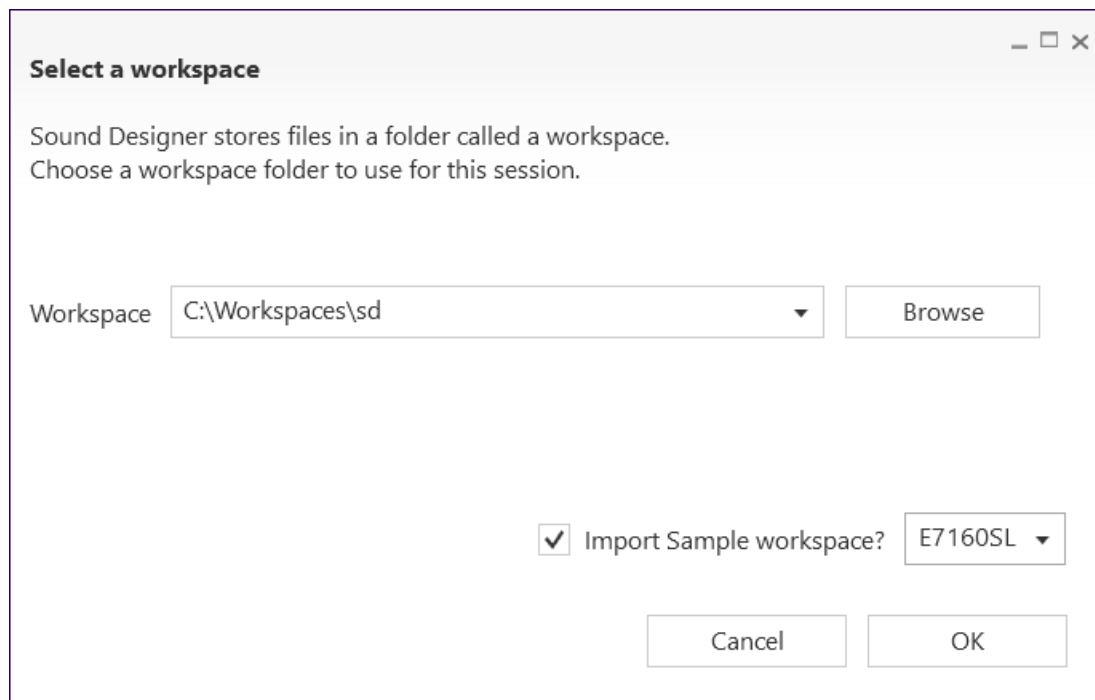 Select a workspace
Sound Designer stores files in a folder called a workspace.
Choose a workspace folder to use for this session.
Workspace C:\Workspaces\sd Browse
Import Sample workspace? E7160SL
Cancel OK